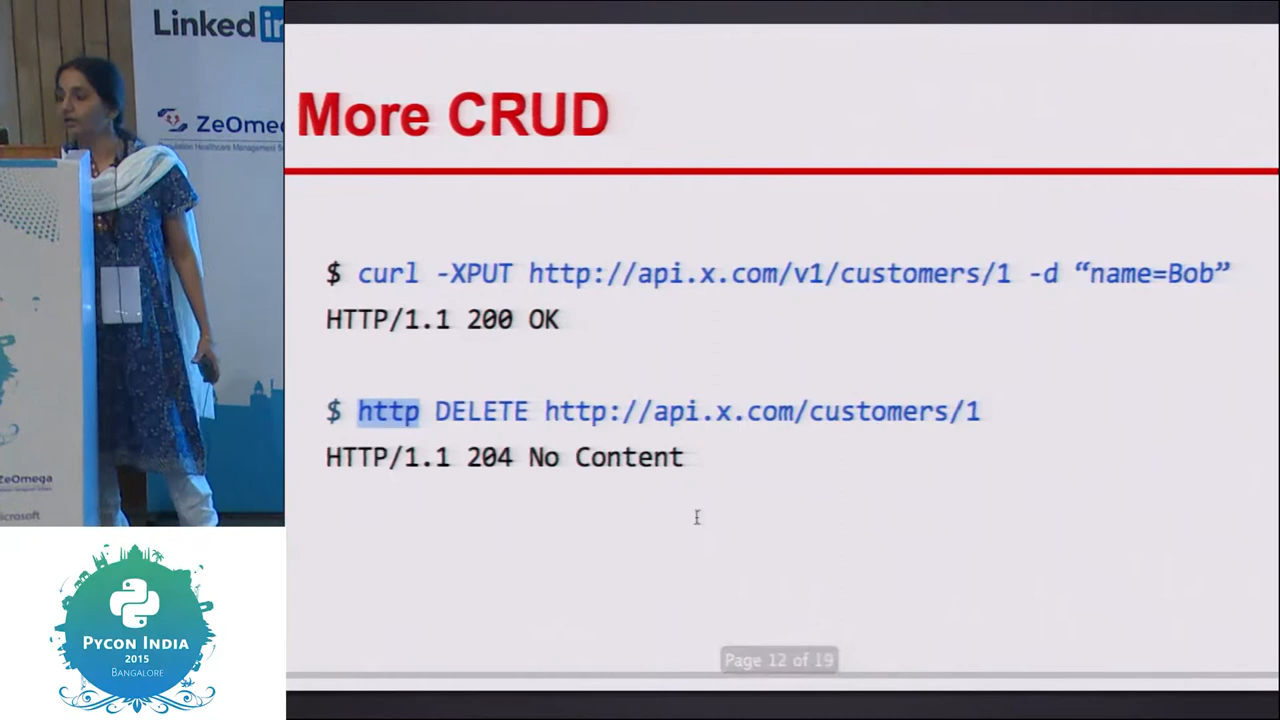 Linked in
ZeOmega
More CRUD
$ curl -XPUT http://api.x.com/v1/customers/1 -d “name=Bob”
HTTP/1.1 200 OK
$ http DELETE http://api.x.com/customers/1
HTTP/1.1 204 No Content
ZeOmega
icrosoft
PYCON INDIA
2015
BANGALORE
Page 12 of 19